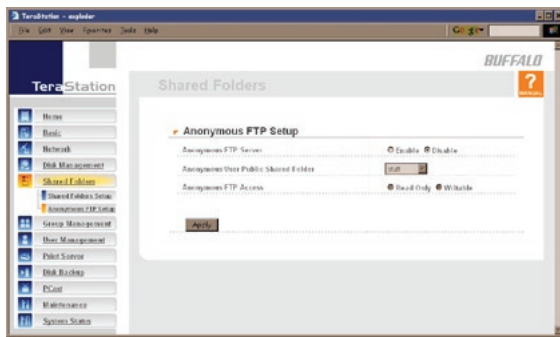 TeraStation - explorer
File Edit View Favorites Tools Help
BUFFALO
TeraStation
Shared Folders
?
Home
Basic
Network
Disk Management
Shared Folders
Shared Folders Setup
Anonymous FTP Setup
Group Management
User Management
Print Server
Disk Backup
PCast
Maintenance
System Status
Anonymous FTP Setup
Anonymous FTP Server
Enable Disable
Anonymous User Public Shared Folder
Anonymous FTP Access
Read Only Writable
Apply